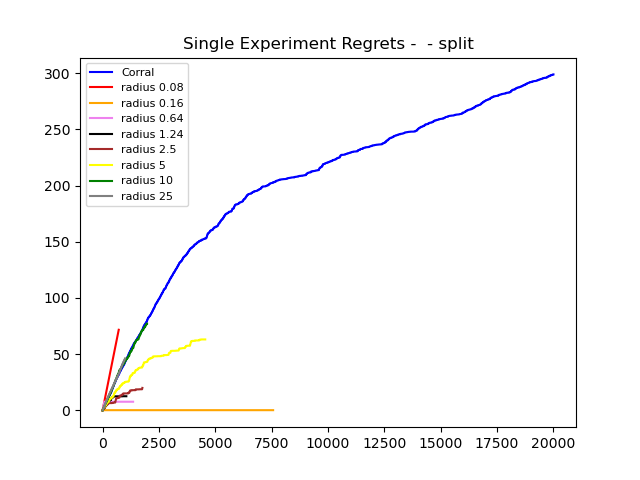 Single Experiment Regrets -  - split
300
250
200
150
100
50
0
Corral
radius 0.08
radius 0.16
radius 0.64
radius 1.24
radius 2.5
radius 5
radius 10
radius 25
0 2500 5000 7500 10000 12500 15000 17500 20000